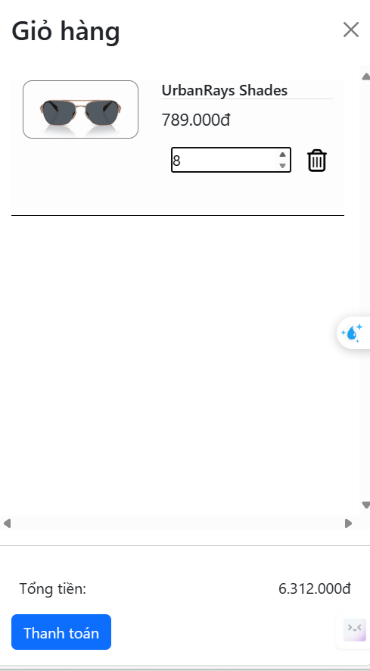 Giỏ hàng
UrbanRays Shades
789.000đ
8
Tổng tiền:
6.312.000đ
Thanh toán